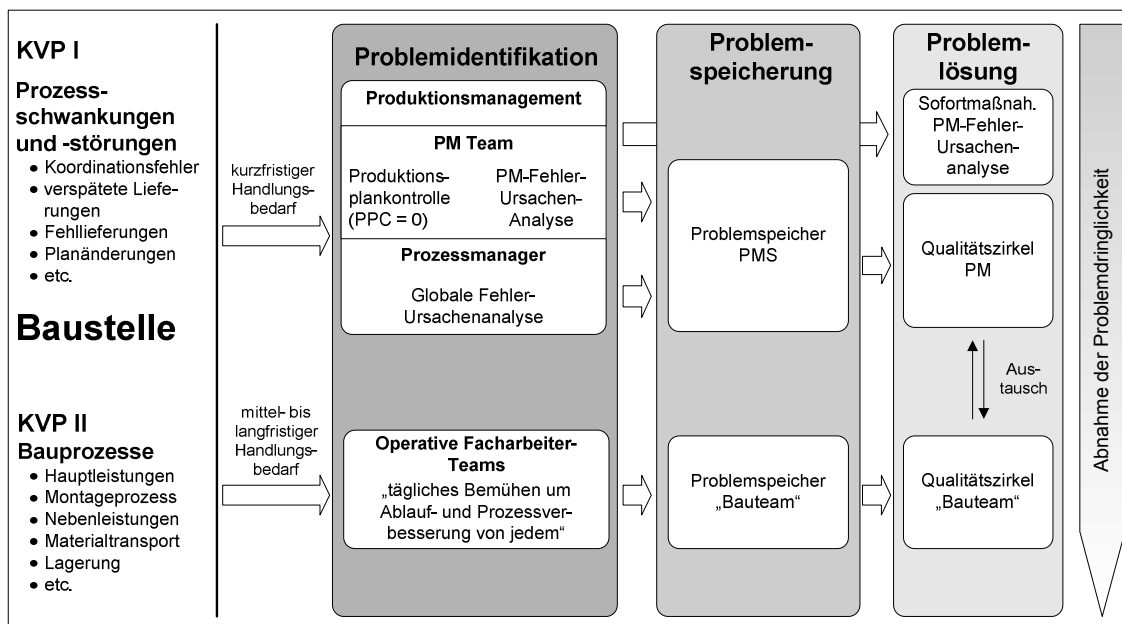 KVP I
Prozess-
schwankungen
und -störungen
• Koordinationsfehler
• verspätete Liefe-
rungen
• Fehllieferungen
• Planänderungen
• etc.
Baustelle
KVP II
Bauprozesse
• Hauptleistungen
• Montageprozess
• Nebenleistungen
• Materialtransport
• Lagerung
• etc.
kurzfristiger
Handlungs-
bedarf
mittel- bis
langfristiger
Handlungs-
bedarf
Problemidentifikation
Produktionsmanagement
PM Team
Produktions-
plankontrolle
(PPC = 0)
PM-Fehler-
Ursachen-
Analyse
Prozessmanager
Globale Fehler-
Ursachenanalyse
Operative Facharbeiter-
Teams
„tägliches Bemühen um
Ablauf- und Prozessver-
besserung von jedem“
Problem-
speicherung
Problemspeicher
PMS
Problemspeicher
„Bauteam“
Problem-
lösung
Sofortmaßnah.
PM-Fehler-
Ursachen-
analyse
Qualitätszirkel
PM
Aus-
tausch
Qualitätszirkel
„Bauteam“
Abnahme der Problemdringlichkeit